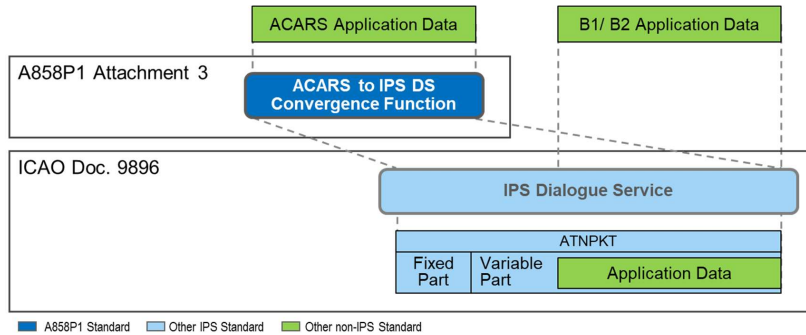 ACARS Application Data
B1/ B2 Application Data
A858P1 Attachment 3
ACARS to IPS DS
Convergence Function
ICAO Doc. 9896
IPS Dialogue Service
ATNPKT
Fixed
Part
Variable
Part
Application Data
A858P1 Standard
Other IPS Standard
Other non-IPS Standard